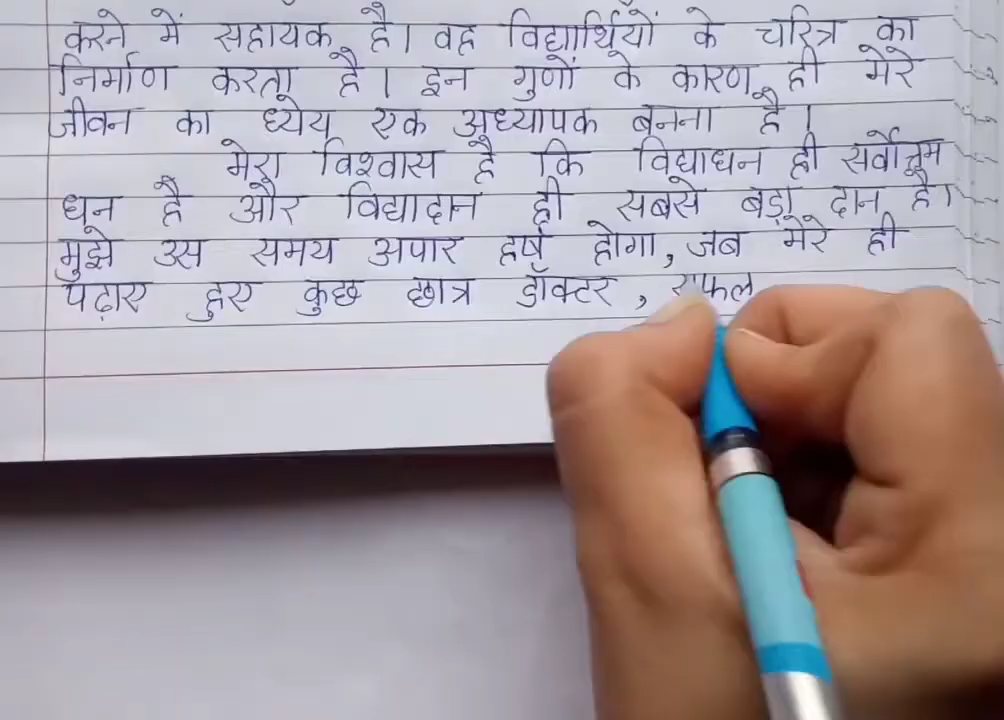 करने में सहायक है। वह विद्यार्थियों के चरित्र का
निर्माण करता है। इन गुणों के कारण ही मेरे
जीवन का ध्येय एक अध्यापक बनना है।
मेरा विश्वास है कि विद्याधन ही सर्वोत्तम
धन है और विद्यादान ही सबसे बड़ा दान है।
मुझे उस समय अपार हर्ष होगा, जब मेरे ही
पढ़ाए हुए कुछ छात्र डॉक्टर, सफल